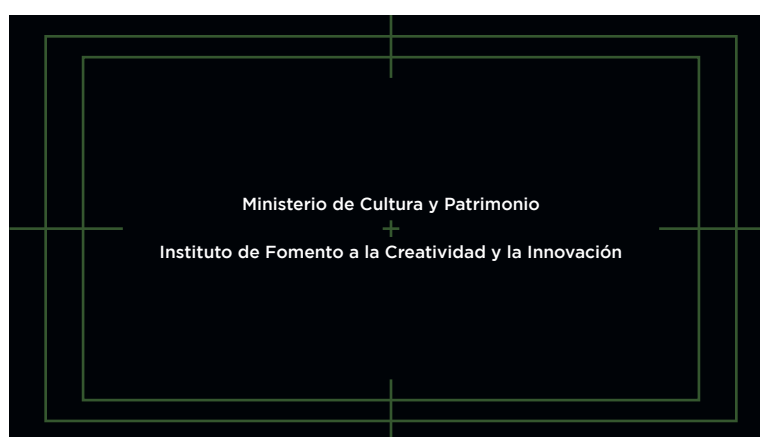 Ministerio de Cultura y Patrimonio
Instituto de Fomento a la Creatividad y la Innovación